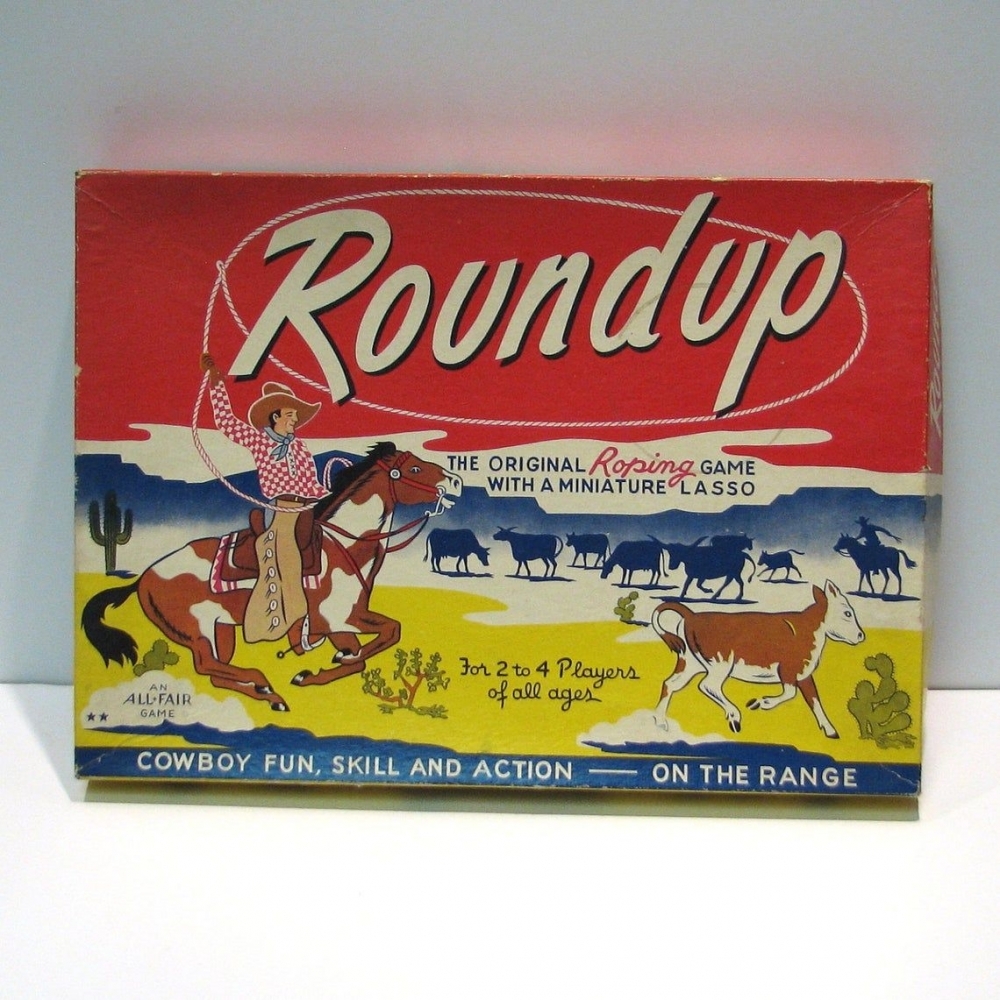 Roundup
THE ORIGINAL Roping GAME
WITH A MINIATURE LASSO
For 2 to 4 Players
of all ages
AN
ALL-FAIR
GAME
COWBOY FUN, SKILL AND ACTION — ON THE RANGE